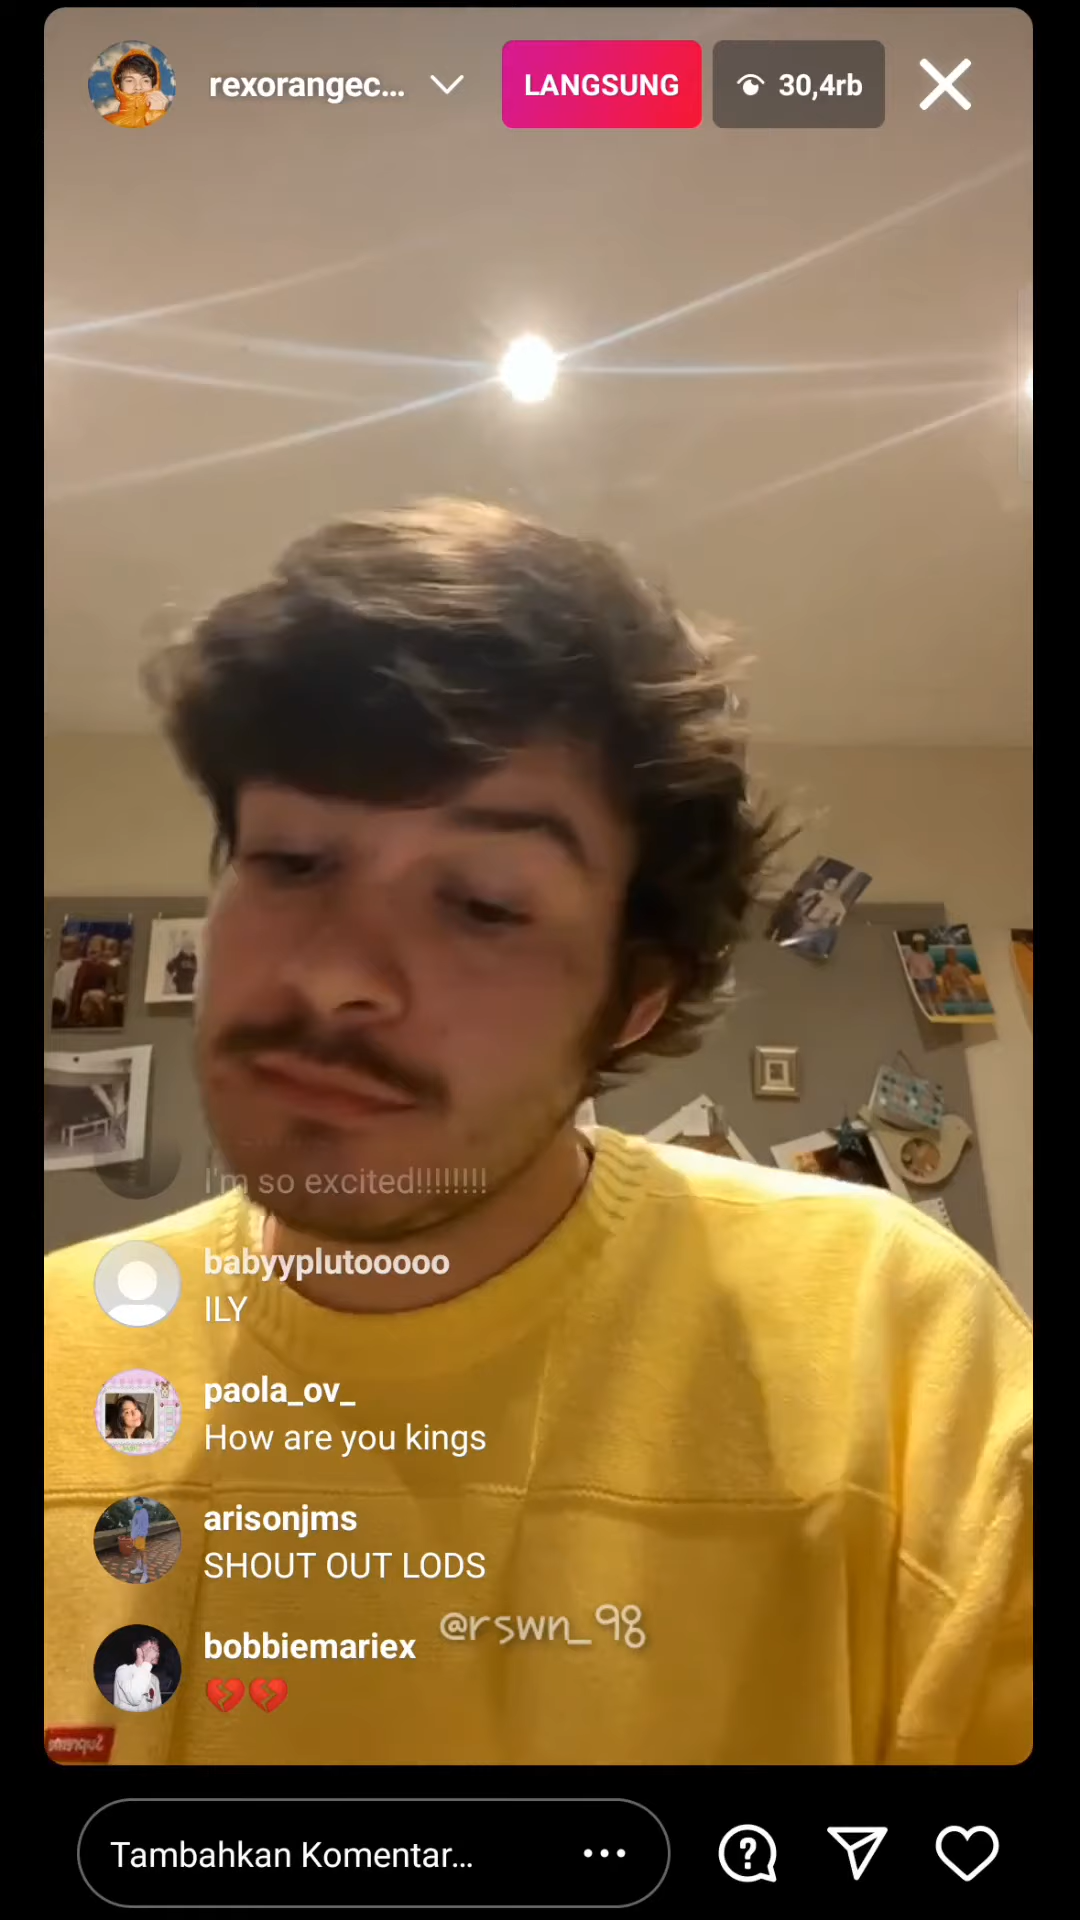 rexorangec...
LANGSUNG
30,4rb
I'm so excited!!!!!!!!
babyyplutooooo
ILY
paola_ov_
How are you kings
arisonjms
SHOUT OUT LODS
@rswn_98
bobbiemariex
💔💔
Supreme
Tambahkan Komentar...